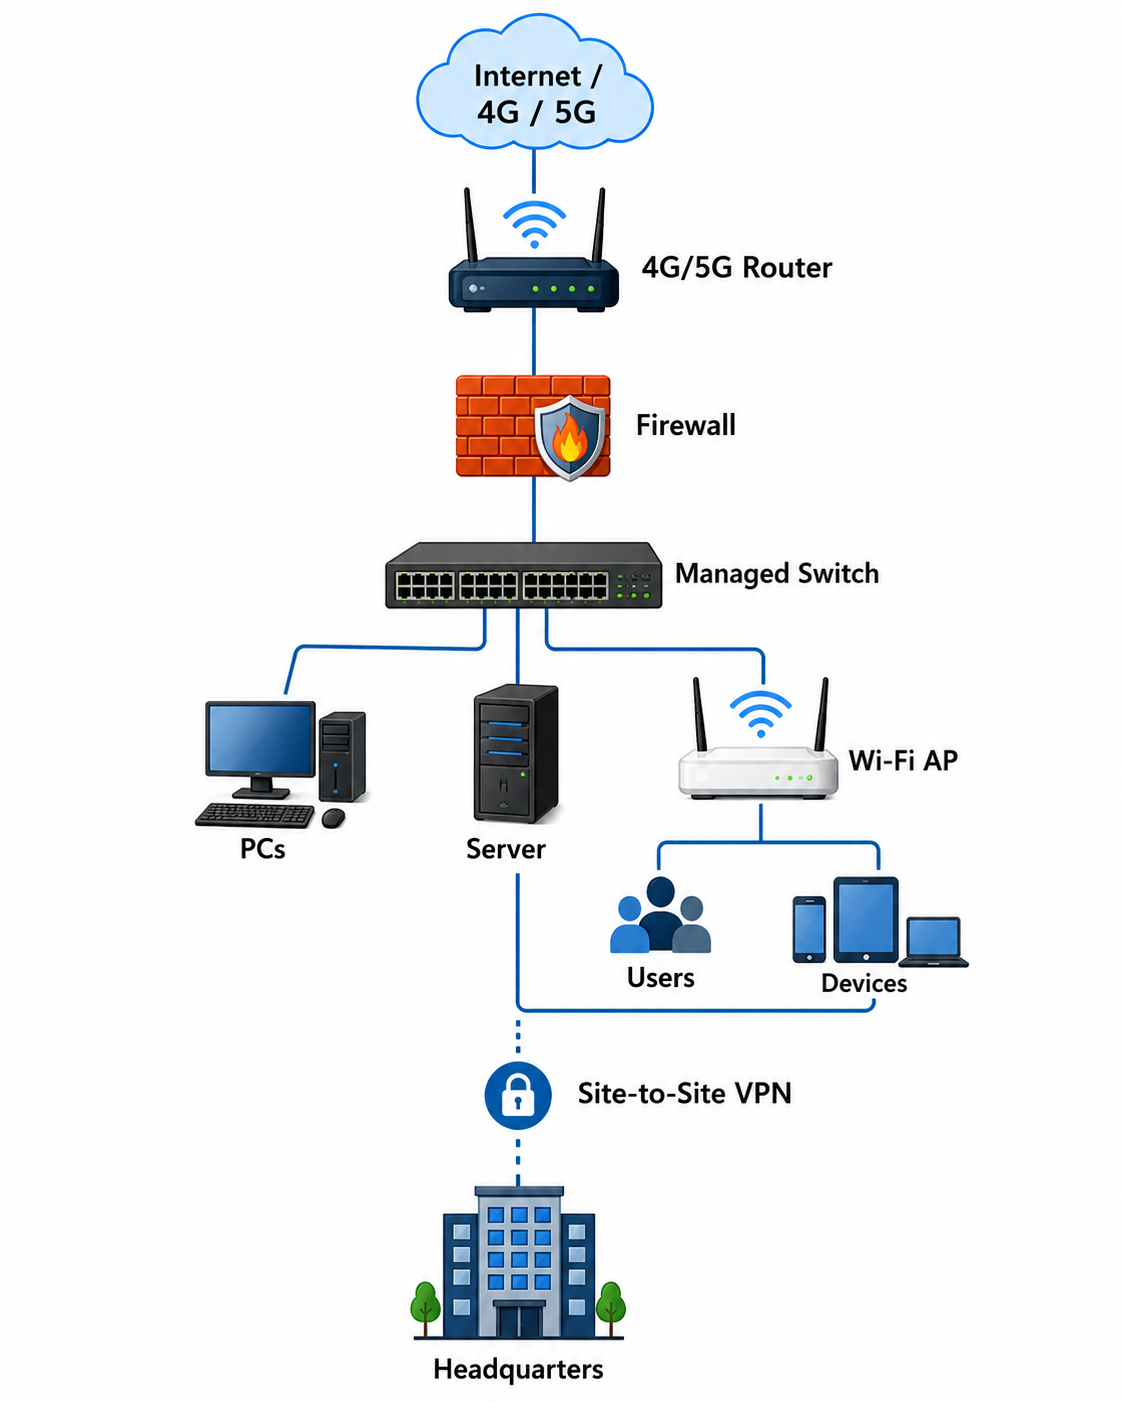 Internet /
4G / 5G
4G/5G Router
Firewall
Managed Switch
Wi-Fi AP
PCs
Server
Users
Devices
Site-to-Site VPN
Headquarters